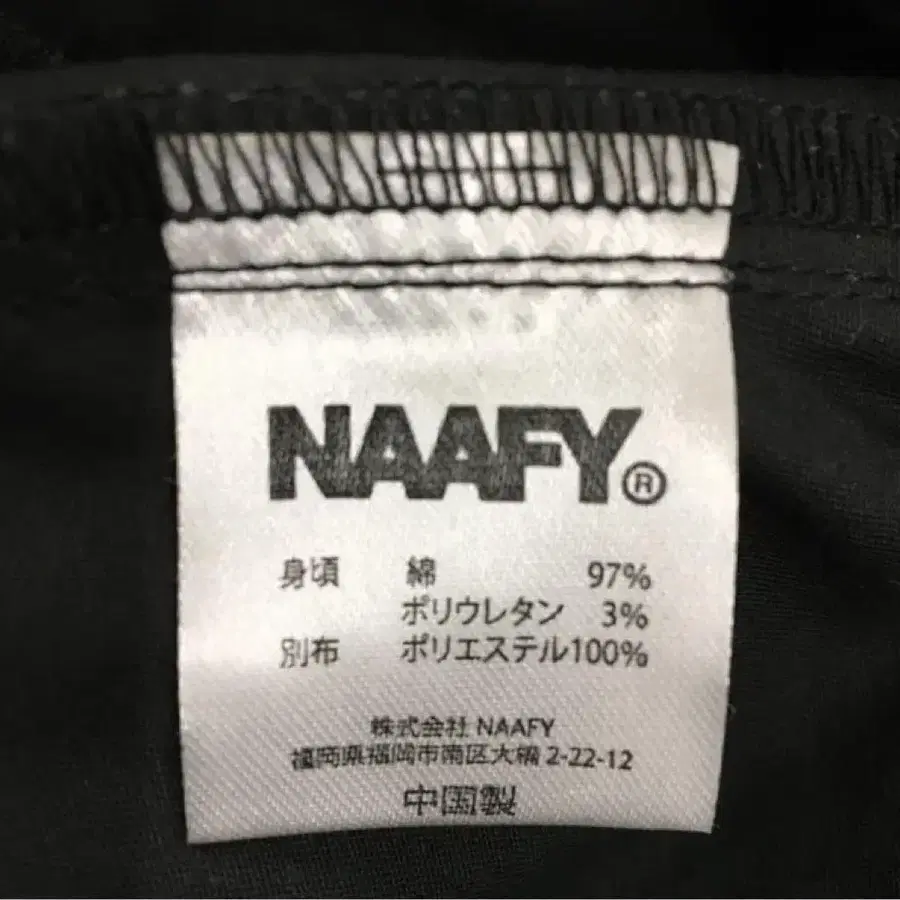 NAAFY®
身頃 綿 97%
ポリウレタン 3%
別布 ポリエステル100%
株式会社 NAAFY
福岡県福岡市南区大橋 2-22-12
中国製